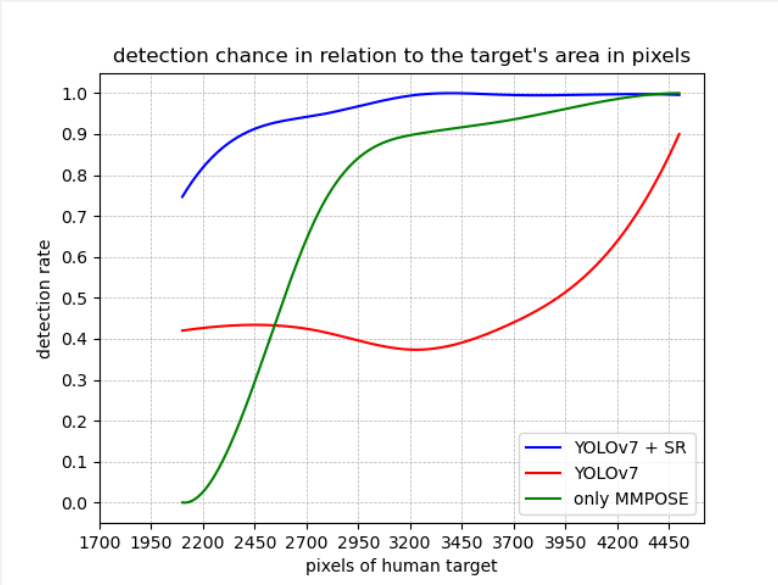 detection chance in relation to the target's area in pixels
1.0
0.9
0.8
0.7
0.6
0.5
0.4
0.3
0.2
0.1
0.0
detection rate
YOLOv7 + SR
YOLOv7
only MMPOSE
1700 1950 2200 2450 2700 2950 3200 3450 3700 3950 4200 4450
pixels of human target